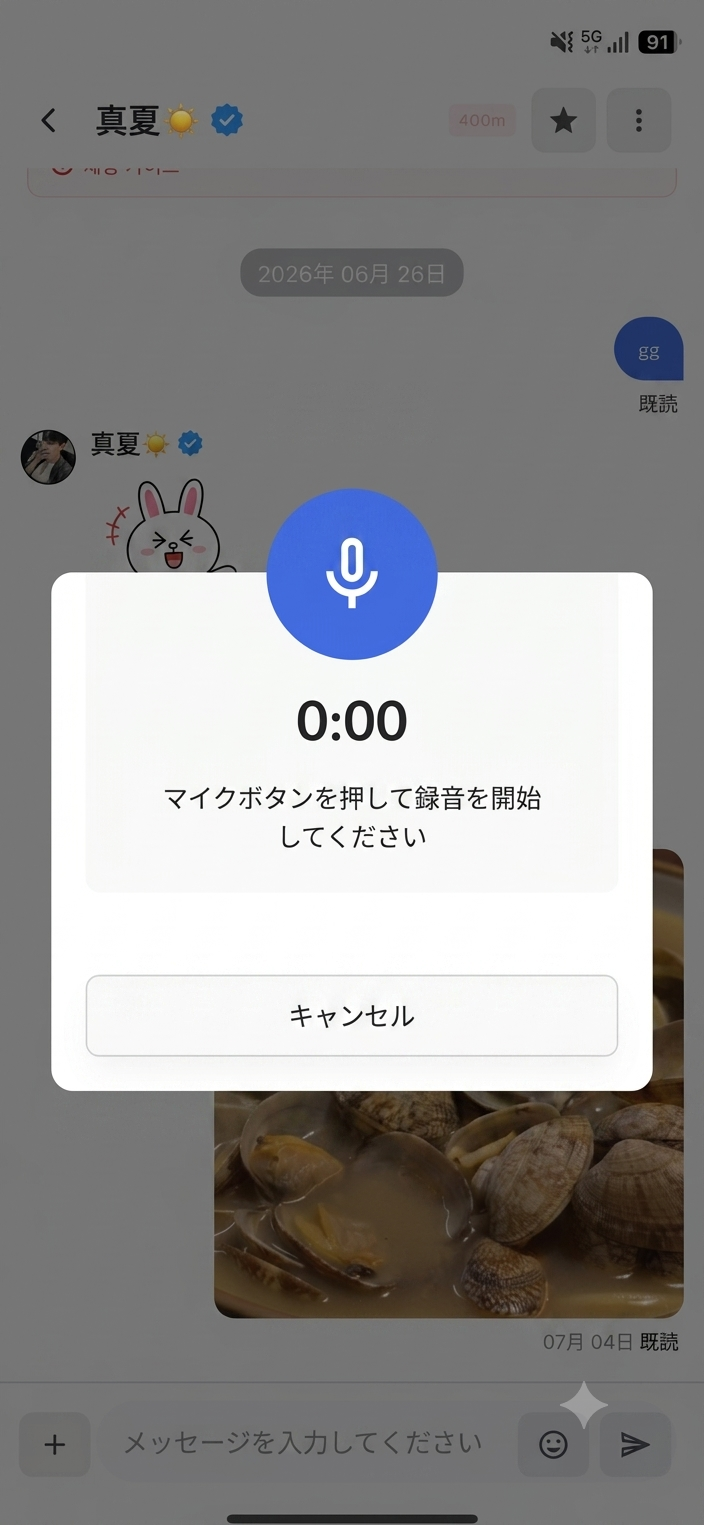 5G
91
真夏☀️
400m
2026年 06月 26日
gg
既読
真夏☀️
0:00
マイクボタンを押して録音を開始
してください
キャンセル
07月 04日 既読
メッセージを入力してください